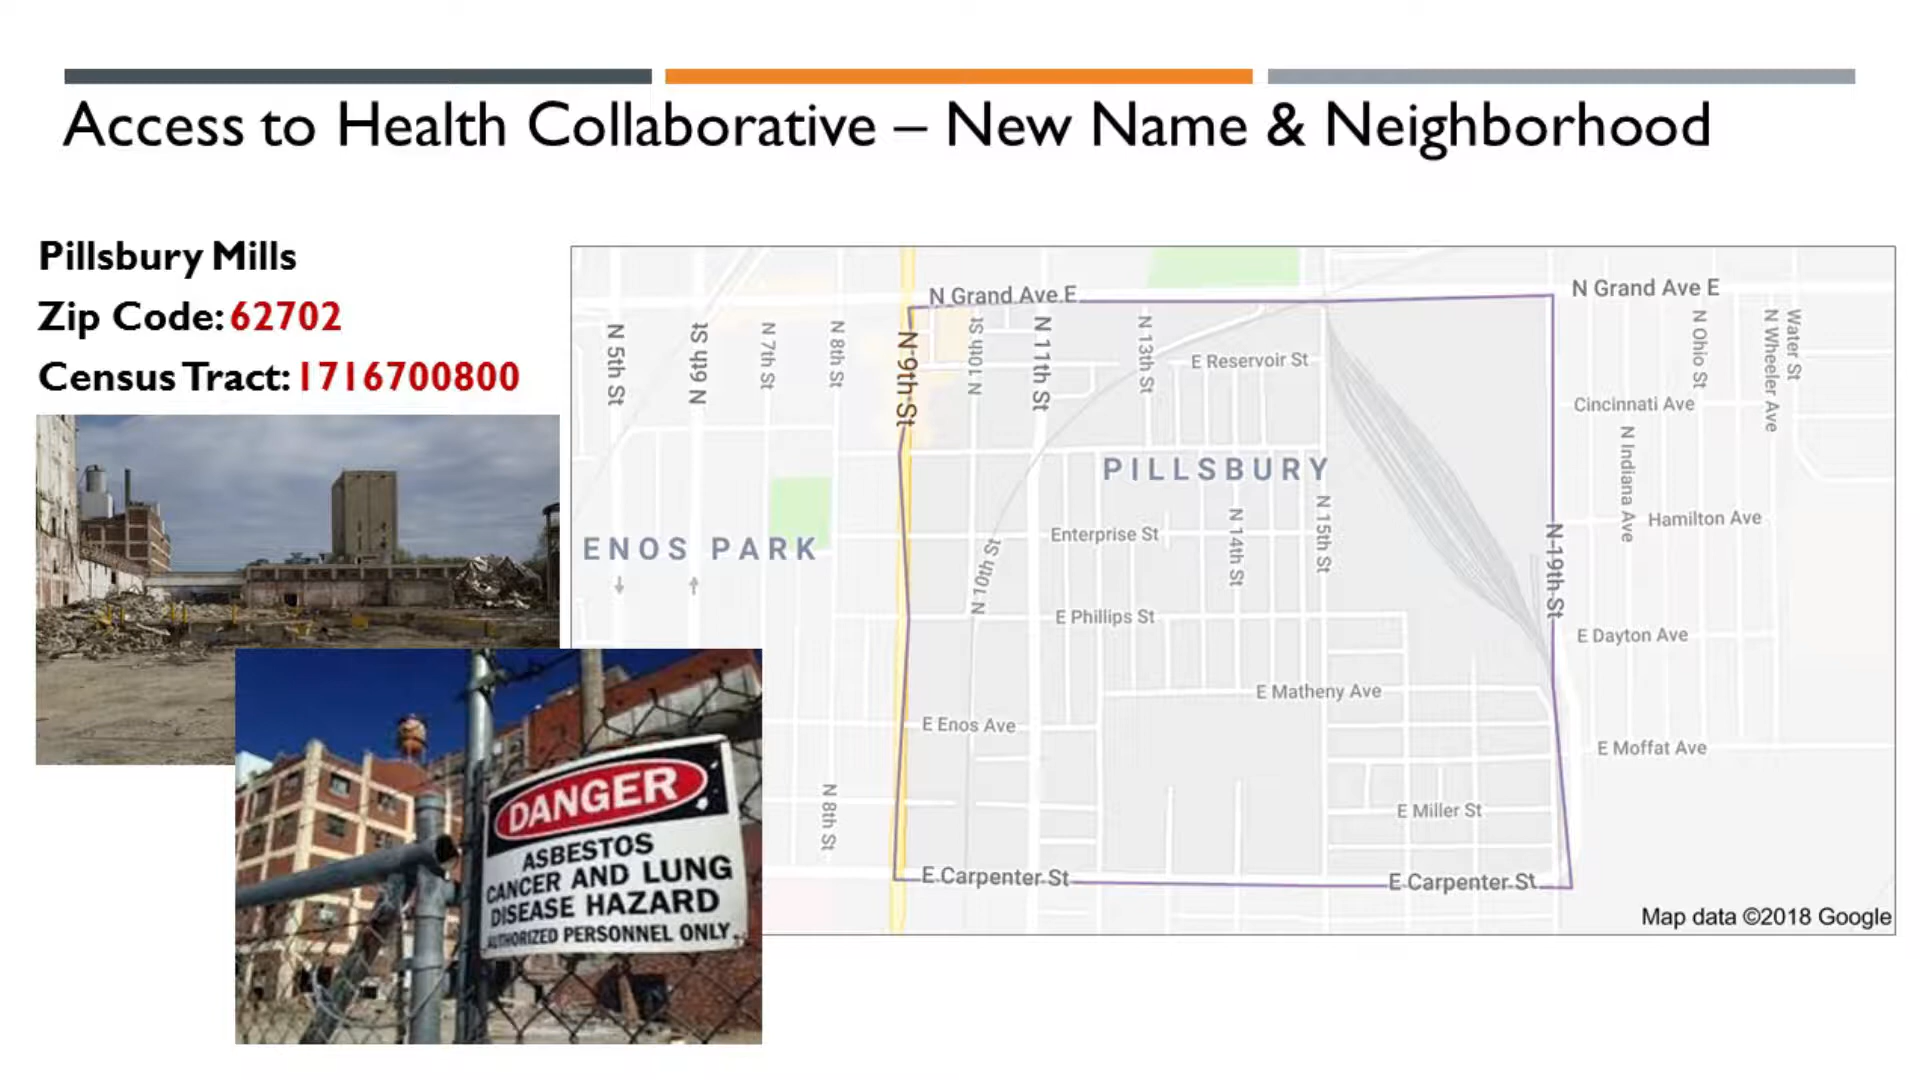 Access to Health Collaborative – New Name & Neighborhood
Pillsbury Mills
Zip Code: 62702
Census Tract: 1716700800
N Grand Ave E
N Grand Ave E
N 5th St
N 6th St
N 7th St
N 8th St
N 9th St
N 10th St
N 11th St
N 13th St
E Reservoir St
N Ohio St
N Wheeler Ave
Water St
Cincinnati Ave
N Indiana Ave
PILLSBURY
Hamilton Ave
ENOS PARK
Enterprise St
N 10th St
N 14th St
N 15th St
N 19th St
E Phillips St
E Dayton Ave
E Matheny Ave
E Enos Ave
E Moffat Ave
N 8th St
E Miller St
E Carpenter St
E Carpenter St
Map data ©2018 Google
DANGER
ASBESTOS
CANCER AND LUNG
DISEASE HAZARD
AUTHORIZED PERSONNEL ONLY